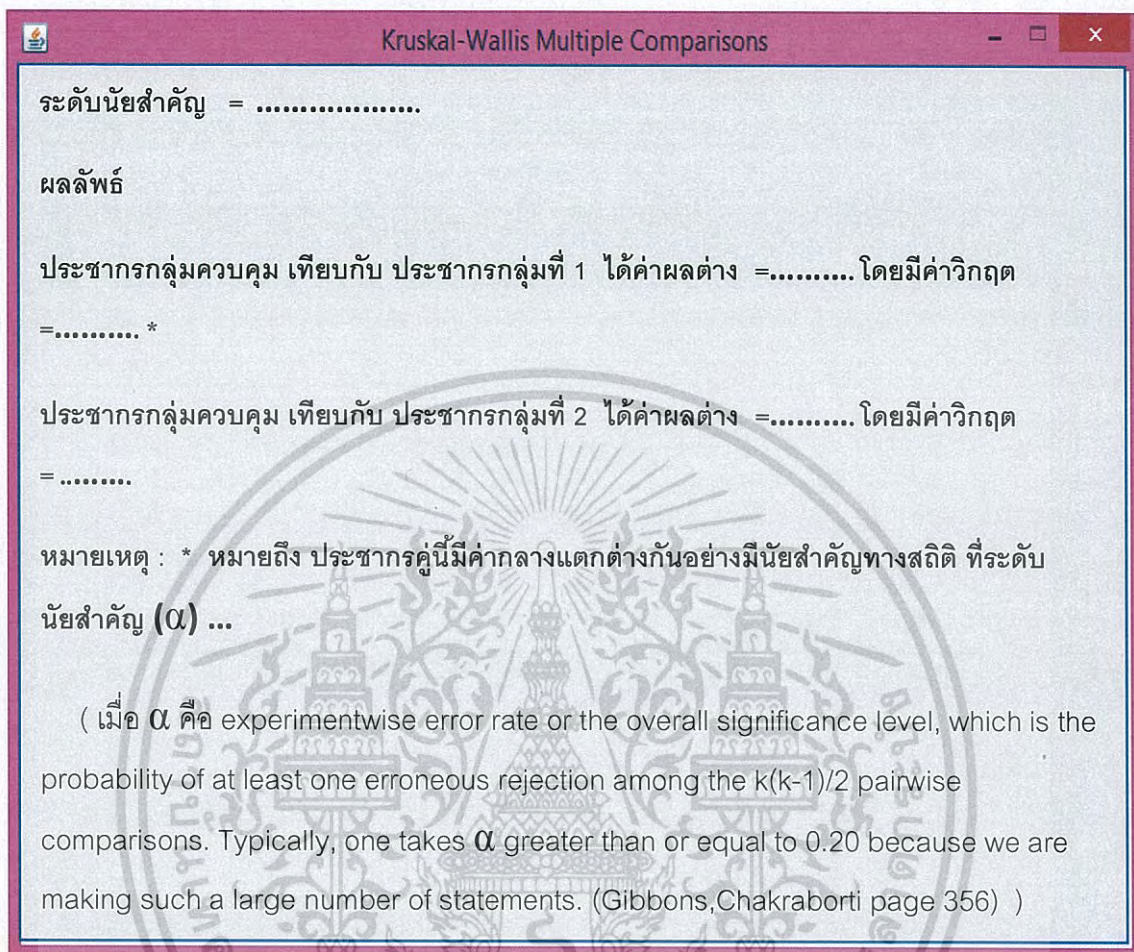 Kruskal-Wallis Multiple Comparisons
ระดับนัยสำคัญ = ...................
ผลลัพธ์
ประชากรกลุ่มควบคุม เทียบกับ ประชากรกลุ่มที่ 1 ได้ค่าผลต่าง =.......... โดยมีค่าวิกฤต
=.......... *
ประชากรกลุ่มควบคุม เทียบกับ ประชากรกลุ่มที่ 2 ได้ค่าผลต่าง =.......... โดยมีค่าวิกฤต
= .........
หมายเหตุ : * หมายถึง ประชากรคู่นี้มีค่ากลางแตกต่างกันอย่างมีนัยสำคัญทางสถิติ ที่ระดับ
นัยสำคัญ (α) ...
( เมื่อ α คือ experimentwise error rate or the overall significance level, which is the
probability of at least one erroneous rejection among the k(k-1)/2 pairwise
comparisons. Typically, one takes α greater than or equal to 0.20 because we are
making such a large number of statements. (Gibbons,Chakraborti page 356) )